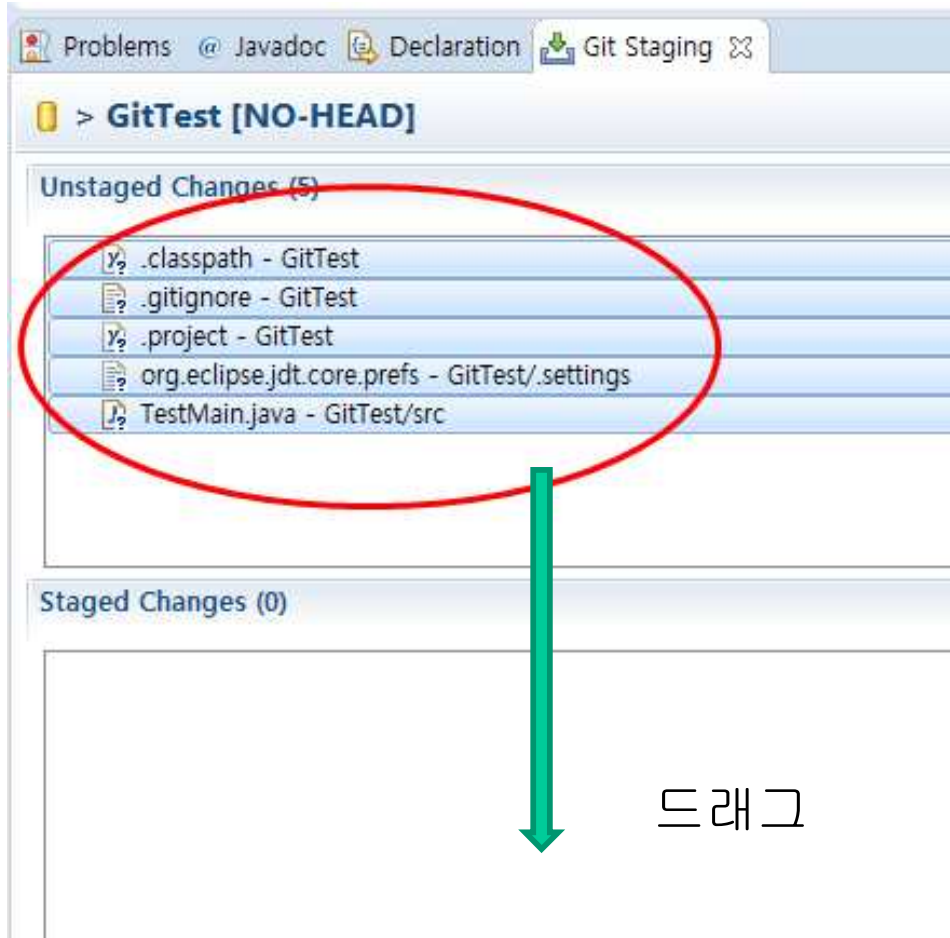 Problems @ Javadoc Declaration Git Staging
> GitTest [NO-HEAD]
Unstaged Changes (5)
.classpath - GitTest
.gitignore - GitTest
.project - GitTest
org.eclipse.jdt.core.prefs - GitTest/.settings
TestMain.java - GitTest/src
Staged Changes (0)
드래그